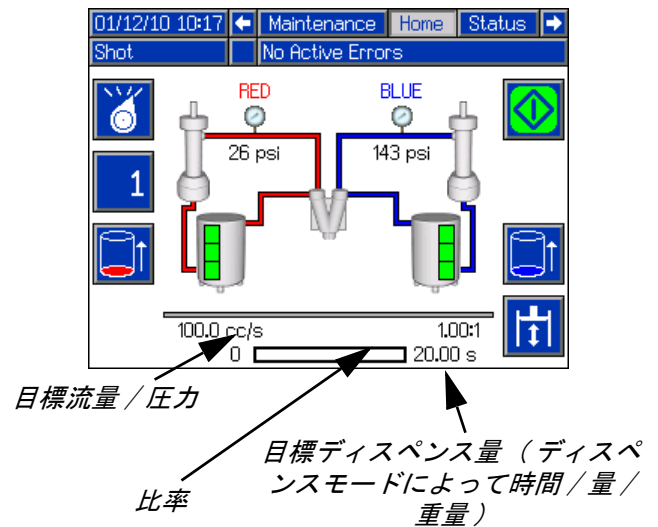 01/12/10 10:17 Maintenance Home Status
Shot No Active Errors
RED BLUE
26 psi 143 psi
1
100.0 cc/s 1.00:1
0 20.00 s
目標流量／圧力
目標ディスペンス量（ディスペ
ンスモードによって時間／量／
重量）
比率